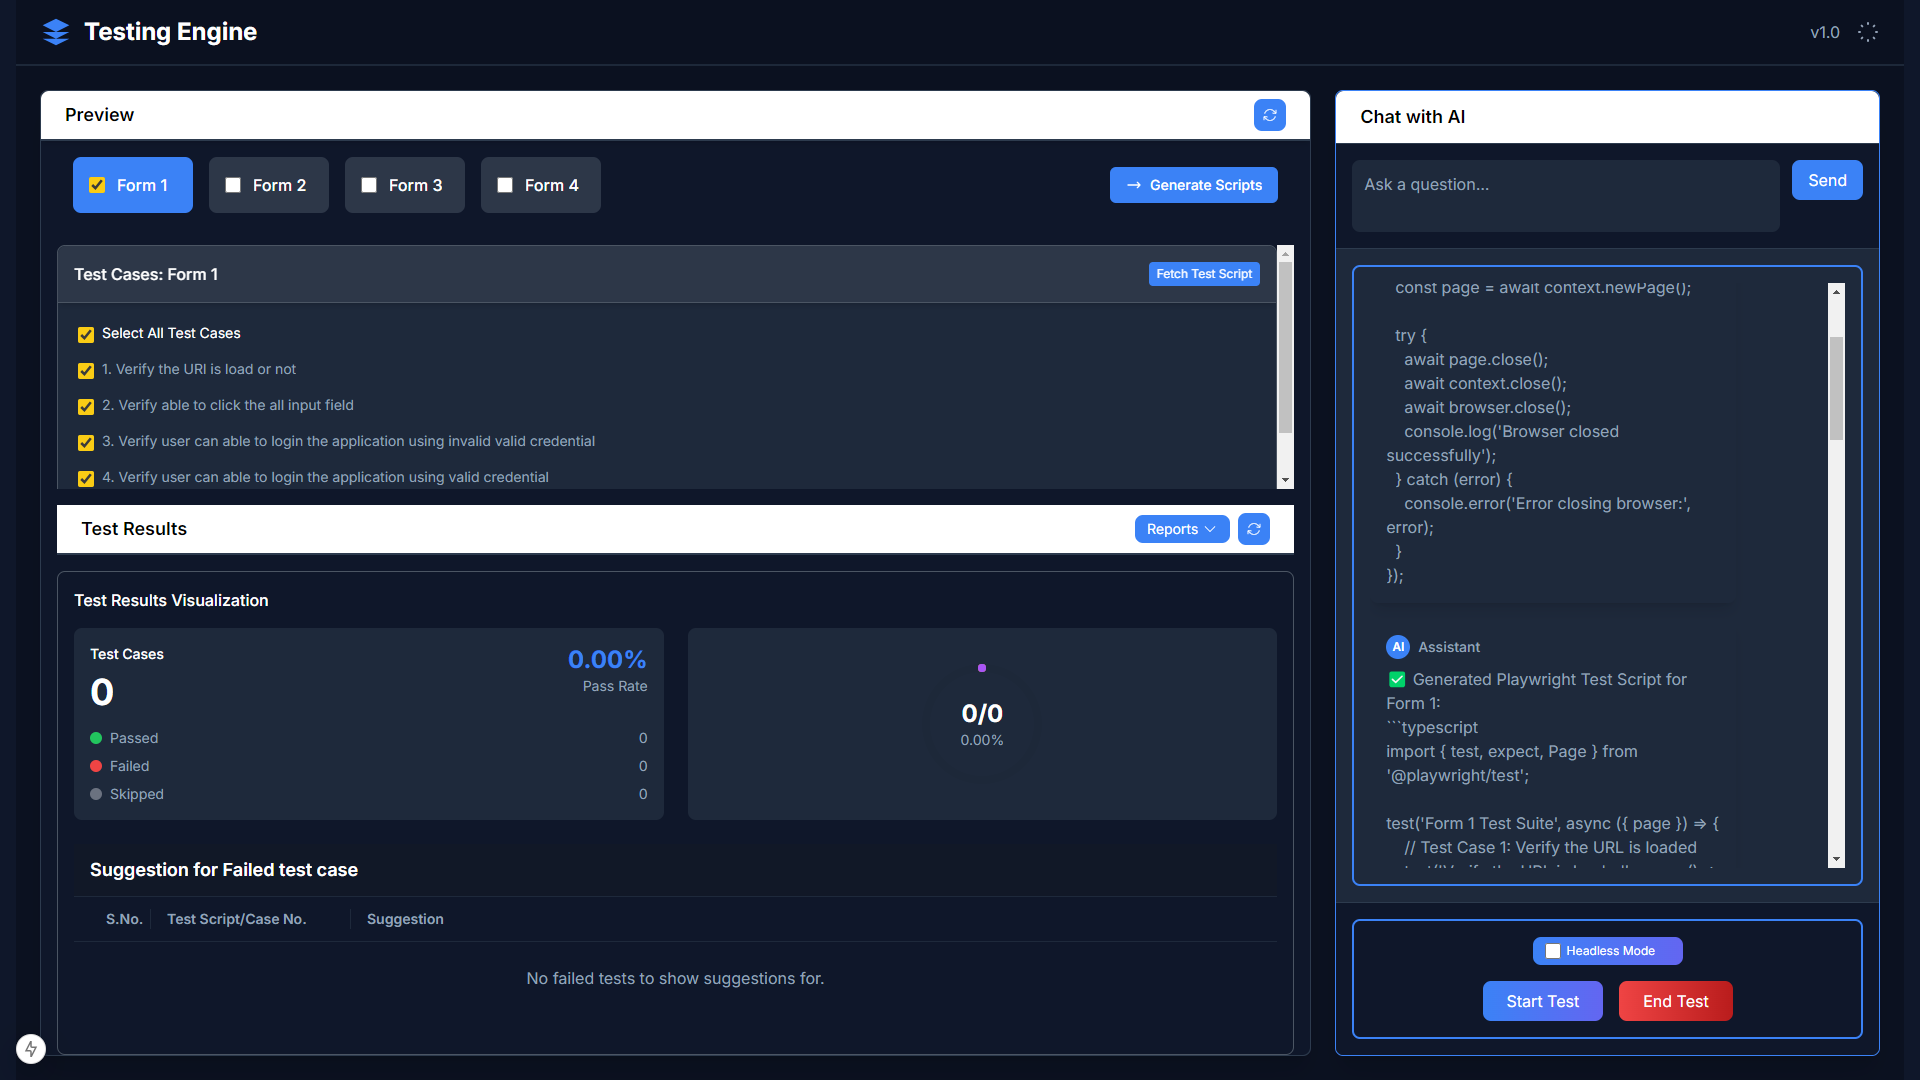 Testing Engine
v1.0
Preview
Form 1
Form 2
Form 3
Form 4
→ Generate Scripts
Test Cases: Form 1
Fetch Test Script
Select All Test Cases
1. Verify the URl is load or not
2. Verify able to click the all input field
3. Verify user can able to login the application using invalid valid credential
4. Verify user can able to login the application using valid credential
Test Results
Reports
Test Results Visualization
Test Cases
0
0.00%
Pass Rate
Passed 0
Failed 0
Skipped 0
0/0
0.00%
Suggestion for Failed test case
S.No.
Test Script/Case No.
Suggestion
No failed tests to show suggestions for.
Chat with AI
Ask a question...
Send
const page = await context.newPage();
try {
await page.close();
await context.close();
await browser.close();
console.log('Browser closed
successfully');
} catch (error) {
console.error('Error closing browser:',
error);
}
});
AI Assistant
✅ Generated Playwright Test Script for
Form 1:
```typescript
import { test, expect, Page } from
'@playwright/test';
test('Form 1 Test Suite', async ({ page }) => {
// Test Case 1: Verify the URL is loaded
Headless Mode
Start Test
End Test